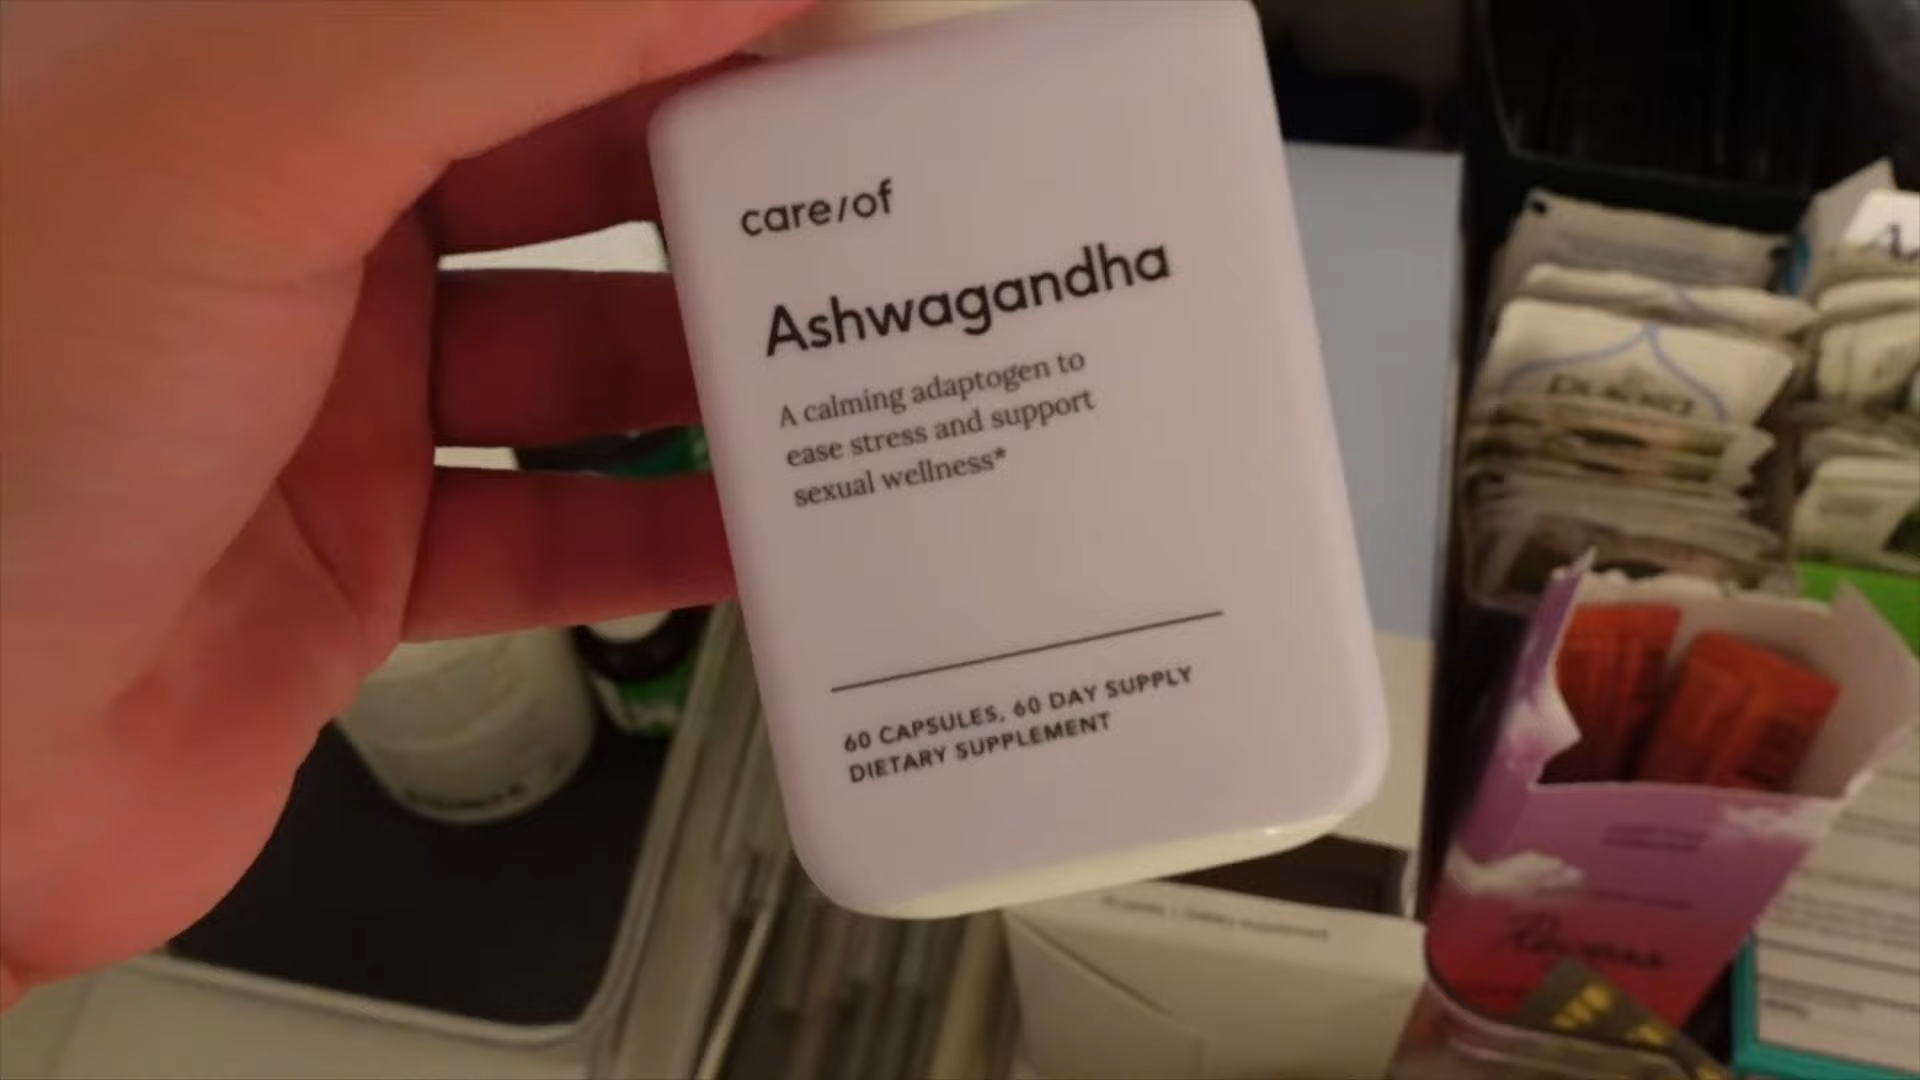 care/of
Ashwagandha
A calming adaptogen to
ease stress and support
sexual wellness*
60 CAPSULES, 60 DAY SUPPLY
DIETARY SUPPLEMENT